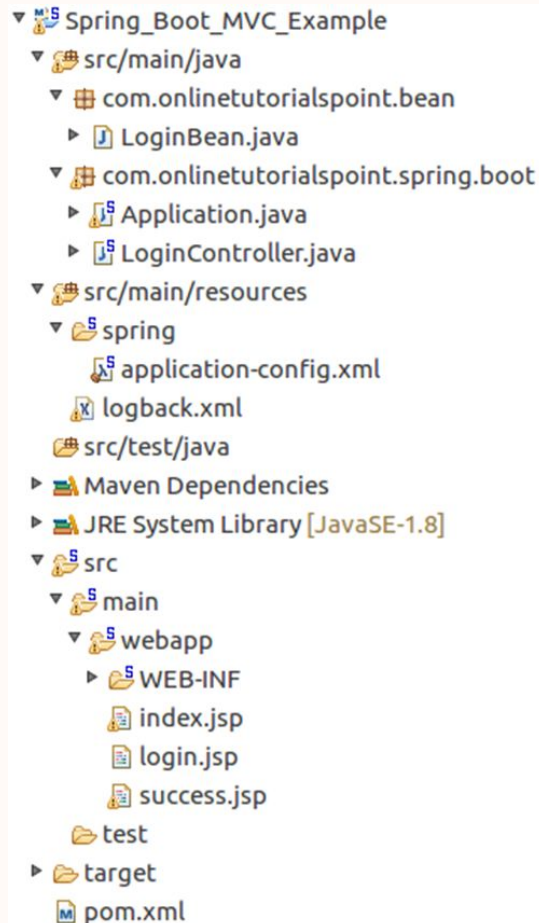 Spring_Boot_MVC_Example
src/main/java
com.onlinetutorialspoint.bean
LoginBean.java
com.onlinetutorialspoint.spring.boot
Application.java
LoginController.java
src/main/resources
spring
application-config.xml
logback.xml
src/test/java
Maven Dependencies
JRE System Library [JavaSE-1.8]
src
main
webapp
WEB-INF
index.jsp
login.jsp
success.jsp
test
target
pom.xml